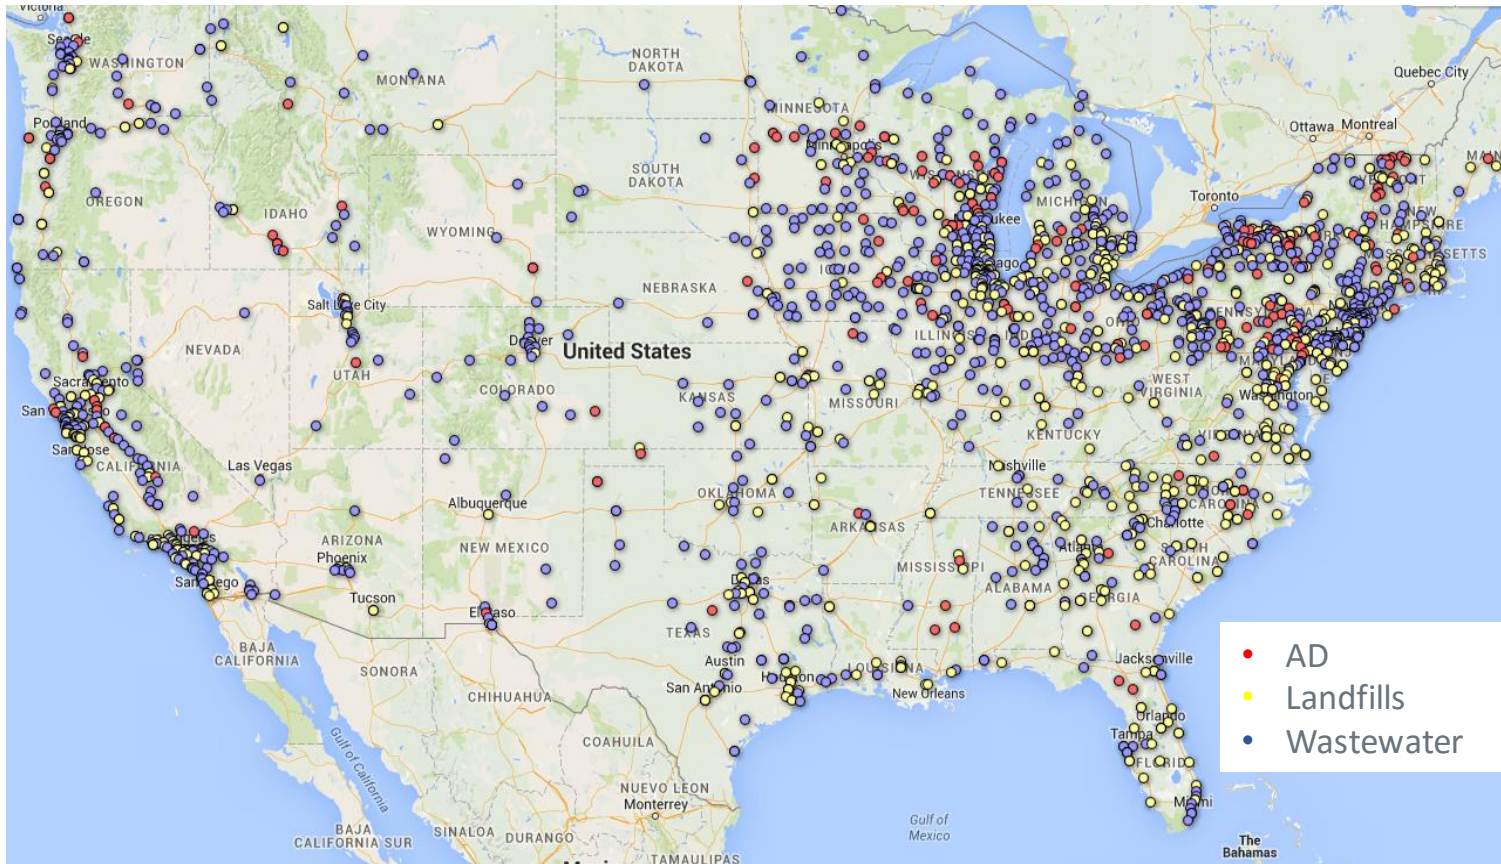 Victoria
Seattle
WASHINGTON
MONTANA
NORTH
DAKOTA
MINNESOTA
Quebec City
Ottawa
Montreal
MAIN
Portland
Minneapolis
SOUTH
DAKOTA
WISCONSIN
VERMONT
Toronto
OREGON
IDAHO
MICHIGAN
NEW
HAMPSHIRE
WYOMING
MASSACHUSETTS
Chicago
NEBRASKA
Salt Lake City
ILLINOIS
INDIANA
OHIO
PENNSYLVANIA
NEVADA
Denver
United States
UTAH
COLORADO
KANSAS
MISSOURI
WEST
VIRGINIA
MARYLAND
DE
NJ
Washington
Sacramento
San Francisco
San Jose
CALIFORNIA
Las Vegas
KENTUCKY
VIRGINIA
Nashville
TENNESSEE
Albuquerque
OKLAHOMA
NORTH
CAROLINA
Charlotte
ARKANSAS
Los Angeles
ARIZONA
Phoenix
NEW MEXICO
Atlanta
SOUTH
CAROLINA
MISSISSIPPI
San Diego
Dallas
ALABAMA
GEORGIA
Tucson
El Paso
TEXAS
BAJA
CALIFORNIA
SONORA
Austin
Houston
LOUISIANA
Jacksonville
CHIHUAHUA
San Antonio
New Orleans
AD
Landfills
Wastewater
Orlando
Tampa
FLORIDA
COAHUILA
Gulf of California
NUEVO LEON
Monterrey
Miami
BAJA
CALIFORNIA SUR
SINALOA
DURANGO
Gulf of
Mexico
The
Bahamas
TAMAULIPAS